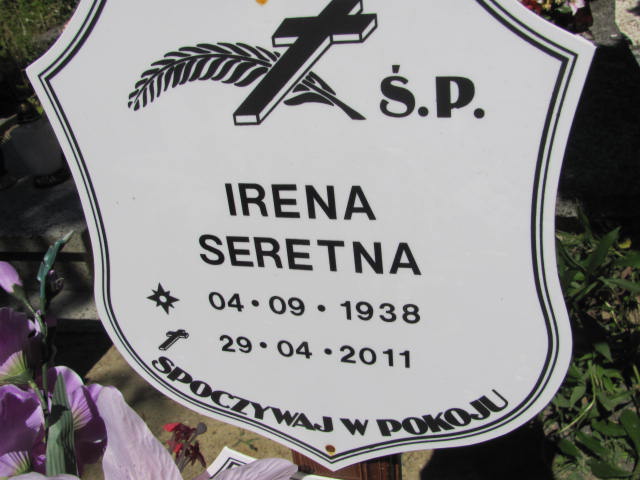 Ś.P.
IRENA
SERETNA
04·09·1938
29·04·2011
SPOCZYWAJ W POKOJU